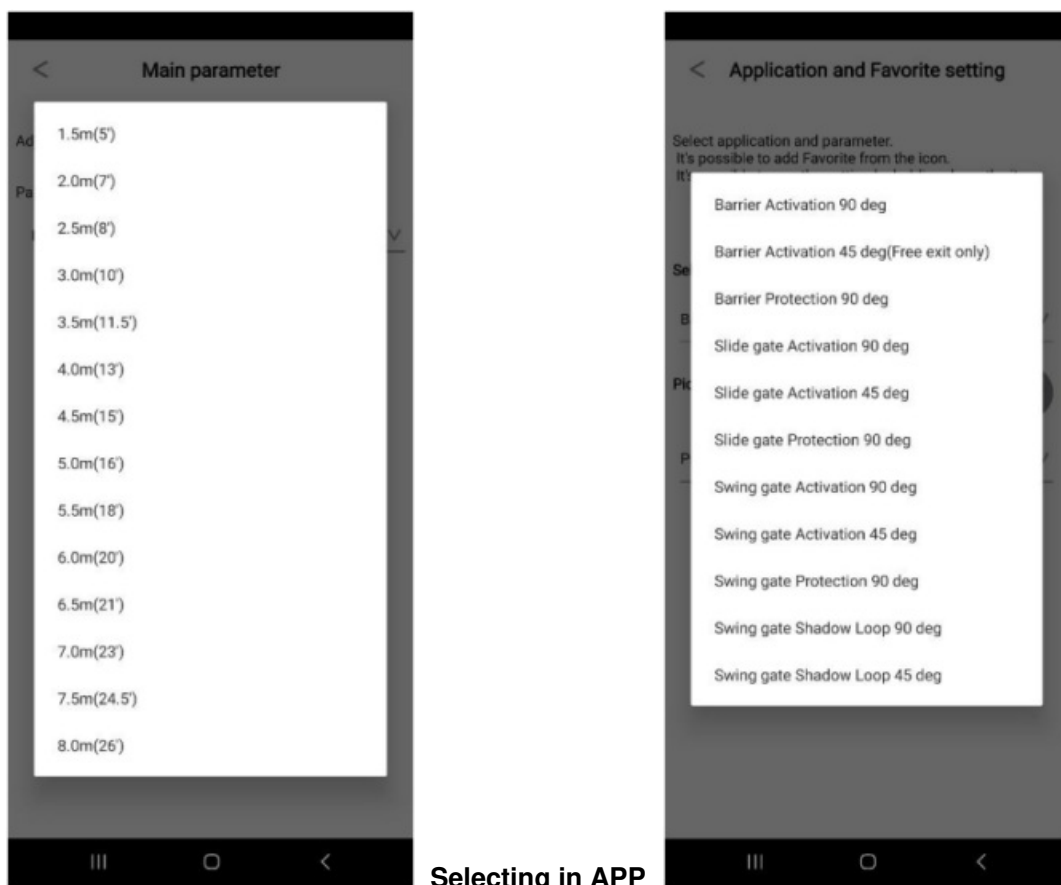 < Main parameter
Ad
1.5m(5')
2.0m(7')
Pa
2.5m(8')
3.0m(10')
3.5m(11.5')
4.0m(13')
4.5m(15')
5.0m(16')
5.5m(18')
6.0m(20')
6.5m(21')
7.0m(23')
7.5m(24.5')
8.0m(26')
Selecting in APP
< Application and Favorite setting
Select application and parameter.
It's possible to add Favorite from the icon.
It's
Barrier Activation 90 deg
Barrier Activation 45 deg(Free exit only)
Se
Barrier Protection 90 deg
B
Slide gate Activation 90 deg
Pic
Slide gate Activation 45 deg
Slide gate Protection 90 deg
P
Swing gate Activation 90 deg
Swing gate Activation 45 deg
Swing gate Protection 90 deg
Swing gate Shadow Loop 90 deg
Swing gate Shadow Loop 45 deg